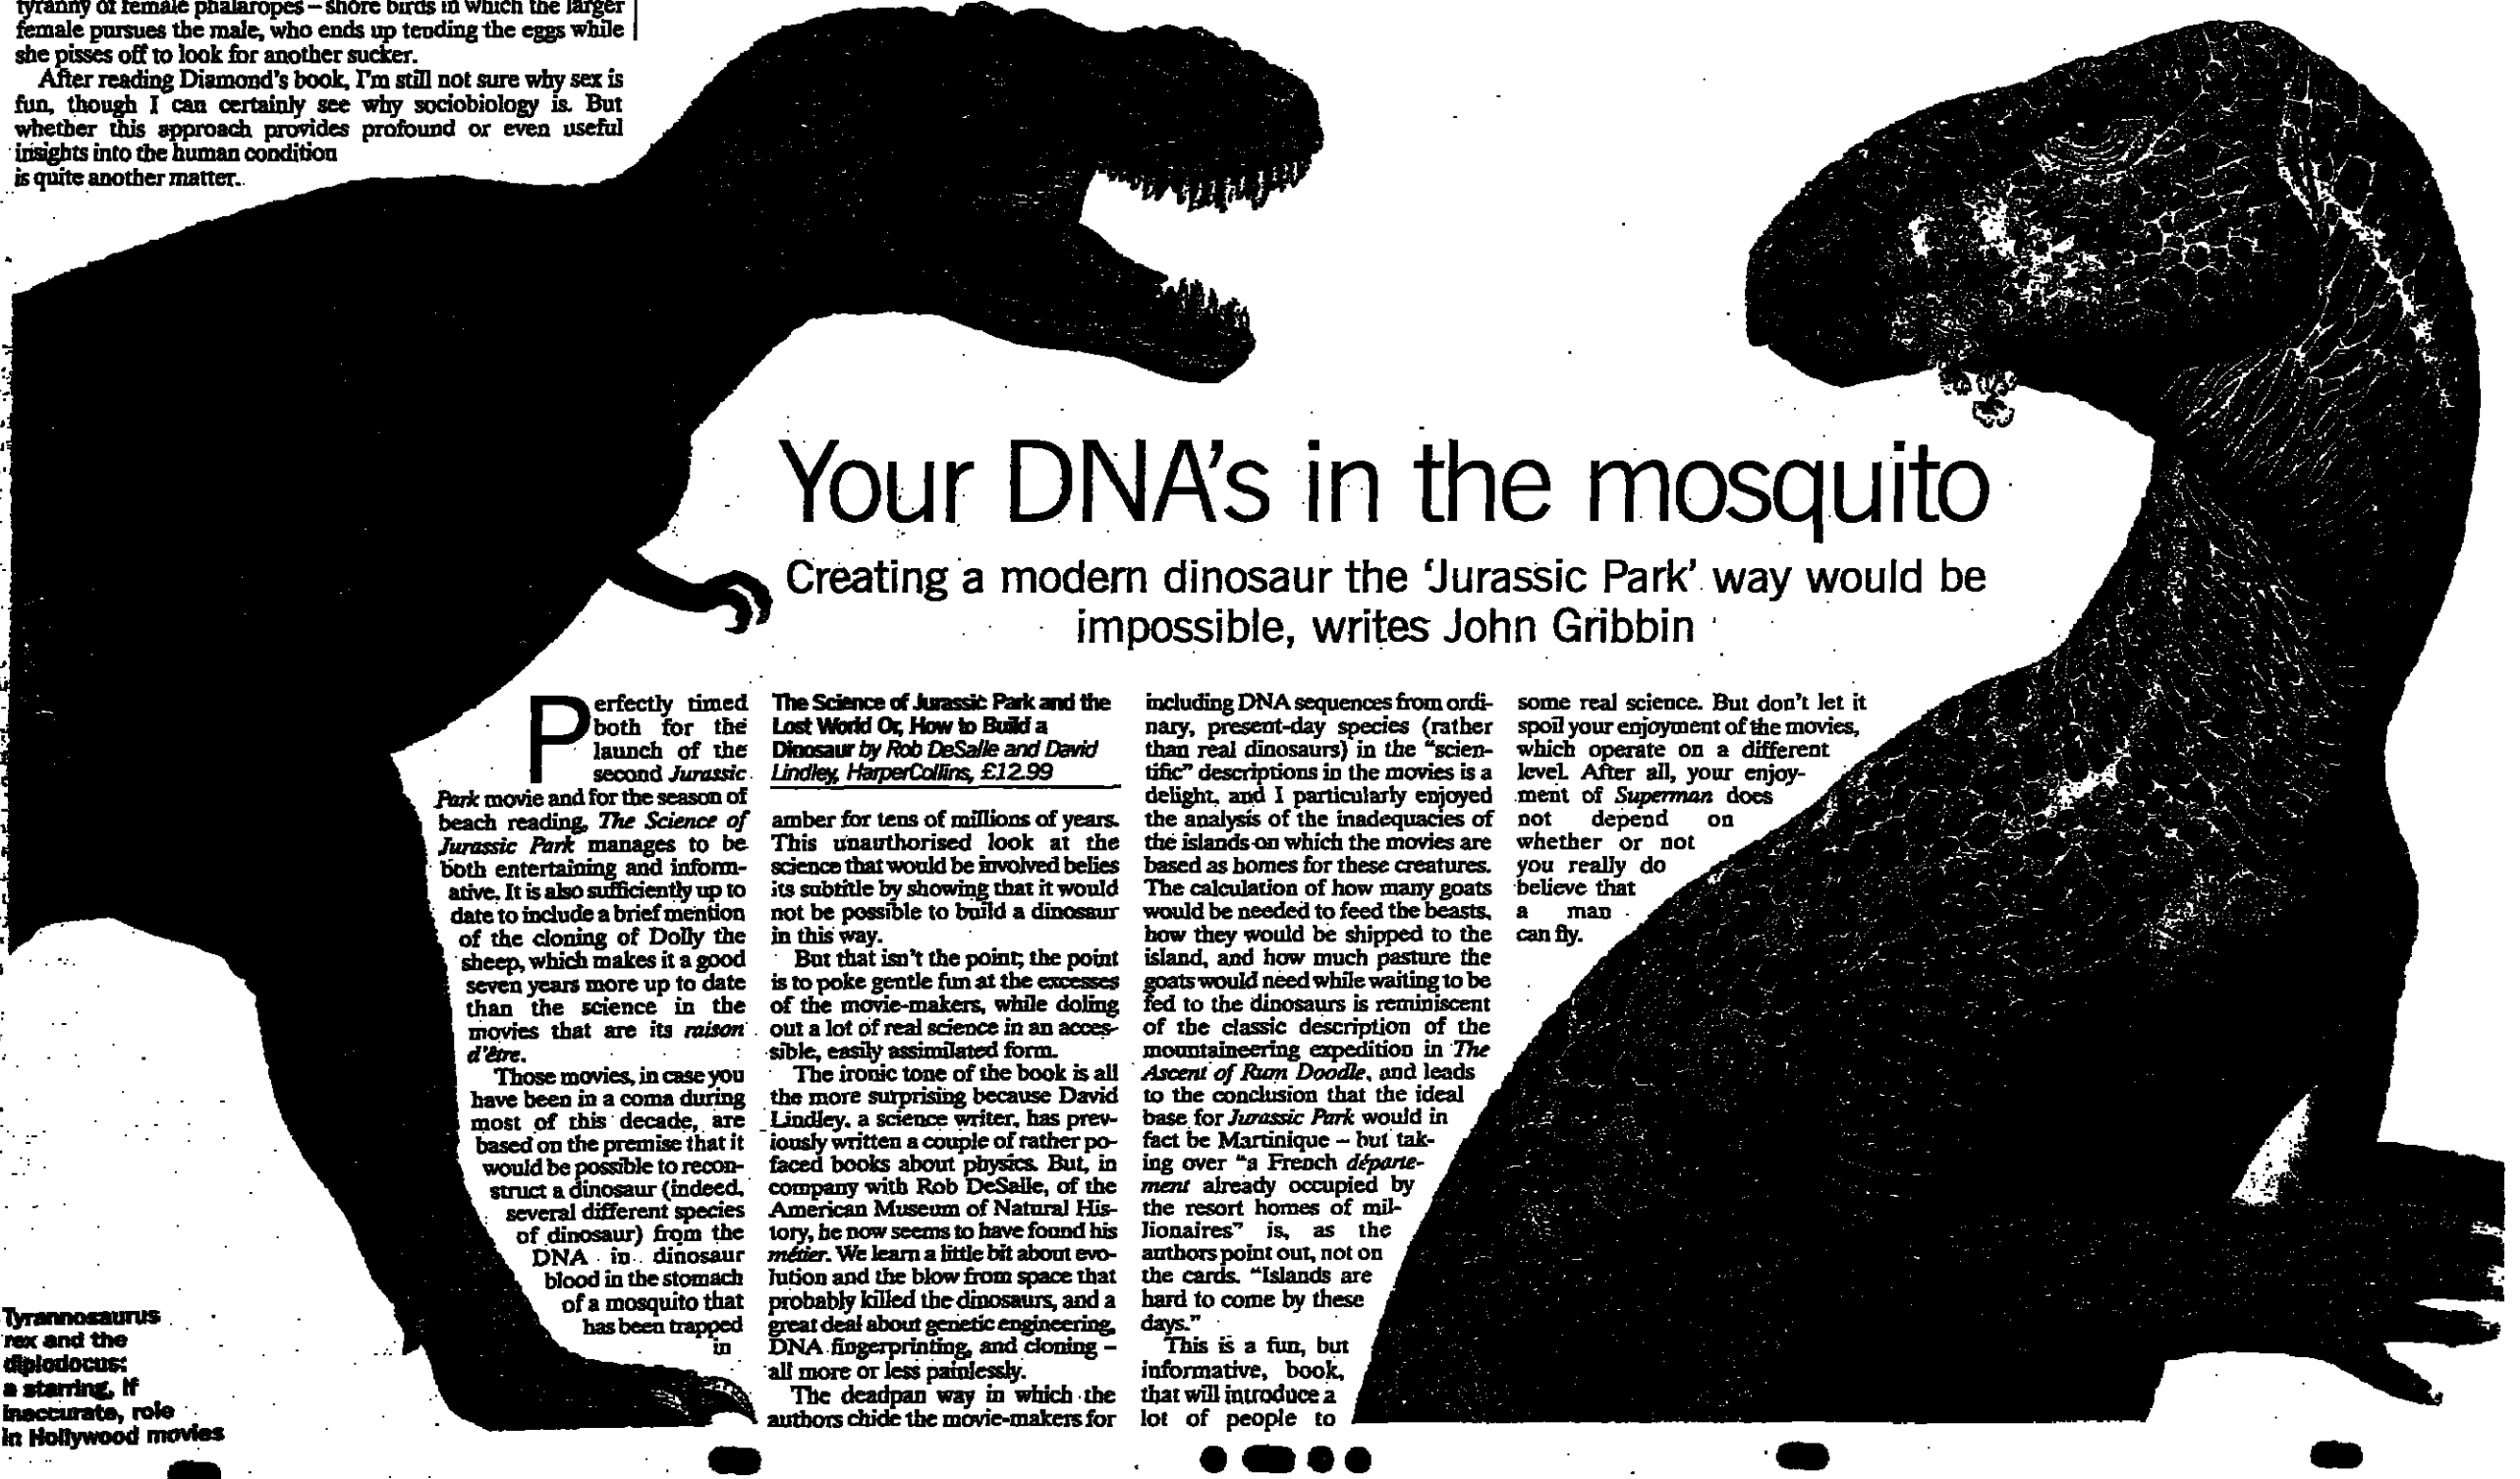 tyranny of female phalaropes – shore birds in which the larger
female pursues the male, who ends up tending the eggs while
she pisses off to look for another sucker.
After reading Diamond's book, I'm still not sure why sex is
fun, though I can certainly see why sociobiology is. But
whether this approach provides profound or even useful
insights into the human condition
is quite another matter.
Your DNA's in the mosquito
Creating a modern dinosaur the ‘Jurassic Park’ way would be
impossible, writes John Gribbin
Perfectly timed
both for the
launch of the
second Jurassic
Park movie and for the season of
beach reading, The Science of
Jurassic Park manages to be
both entertaining and inform-
ative. It is also sufficiently up to
date to include a brief mention
of the cloning of Dolly the
sheep, which makes it a good
seven years more up to date
than the science in the
movies that are its raison
d'être.
Those movies, in case you
have been in a coma during
most of this decade, are
based on the premise that it
would be possible to recon-
struct a dinosaur (indeed,
several different species
of dinosaur) from the
DNA in dinosaur
blood in the stomach
of a mosquito that
has been trapped
in
The Science of Jurassic Park and the
Lost World Or, How to Build a
Dinosaur by Rob DeSalle and David
Lindley, HarperCollins, £12.99
amber for tens of millions of years.
This unauthorised look at the
science that would be involved belies
its subtitle by showing that it would
not be possible to build a dinosaur
in this way.
But that isn't the point; the point
is to poke gentle fun at the excesses
of the movie-makers, while doling
out a lot of real science in an acces-
sible, easily assimilated form.
The ironic tone of the book is all
the more surprising because David
Lindley, a science writer, has prev-
iously written a couple of rather po-
faced books about physics. But, in
company with Rob DeSalle, of the
American Museum of Natural His-
tory, he now seems to have found his
métier. We learn a little bit about evo-
lution and the blow from space that
probably killed the dinosaurs, and a
great deal about genetic engineering,
DNA fingerprinting, and cloning –
all more or less painlessly.
The deadpan way in which the
authors chide the movie-makers for
including DNA sequences from ordi-
nary, present-day species (rather
than real dinosaurs) in the “scien-
tific” descriptions in the movies is a
delight, and I particularly enjoyed
the analysis of the inadequacies of
the islands on which the movies are
based as homes for these creatures.
The calculation of how many goats
would be needed to feed the beasts,
how they would be shipped to the
island, and how much pasture the
goats would need while waiting to be
fed to the dinosaurs is reminiscent
of the classic description of the
mountaineering expedition in The
Ascent of Rum Doodle, and leads
to the conclusion that the ideal
base for Jurassic Park would in
fact be Martinique – but tak-
ing over “a French départe-
ment already occupied by
the resort homes of mil-
lionaires” is, as the
authors point out, not on
the cards. “Islands are
hard to come by these
days.”
This is a fun, but
informative, book,
that will introduce a
lot of people to
some real science. But don't let it
spoil your enjoyment of the movies,
which operate on a different
level. After all, your enjoy-
ment of Superman does
not depend on
whether or not
you really do
believe that
a man
can fly.
Tyrannosaurus
rex and the
diplodocus:
a starring, if
inaccurate, role
in Hollywood movies